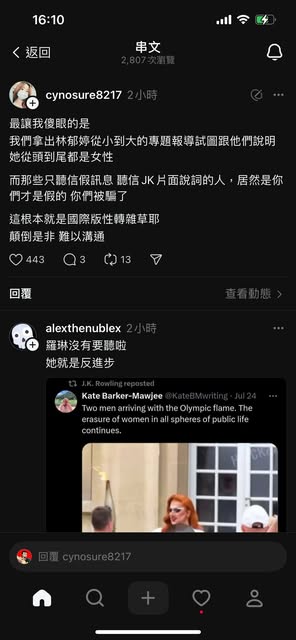 16:10
返回
串文
2,807次瀏覽
cynosure8217 2小時
最讓我傻眼的是
我們拿出林郁婷從小到大的專題報導試圖跟他們說明
她從頭到尾都是女性
而那些只聽信假訊息 聽信JK片面說詞的人，居然是你
們才是假的 你們被騙了
這根本就是國際版性轉雜草耶
顛倒是非 難以溝通
443 3 13
回覆
查看動態
alexthenublex 2小時
羅琳沒有要聽啦
她就是反進步
J.K. Rowling reposted
Kate Barker-Mawjee @KateBMwriting · Jul 24
Two men arriving with the Olympic flame. The
erasure of women in all spheres of public life
continues.
回覆 cynosure8217